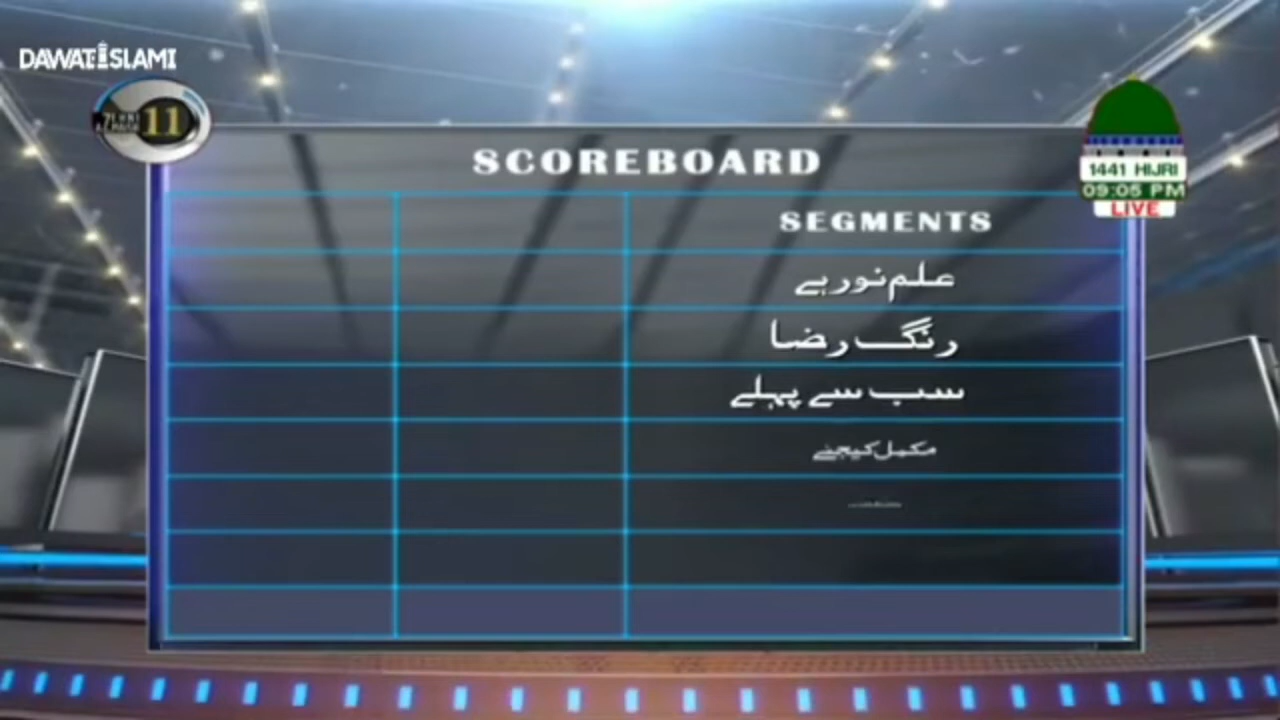 DAWATEISLAMI
11
SCOREBOARD
1441 HIJRI
09:05 PM
LIVE
SEGMENTS
علم نور ہے
رنگ رضا
سب سے پہلے
مکمل کیجئے